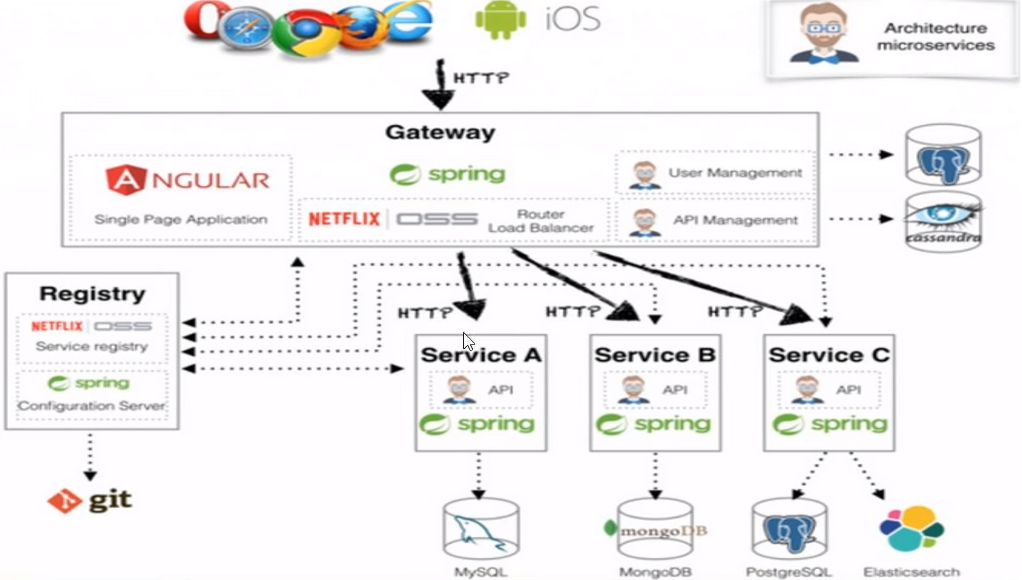 iOS
Architecture
microservices
HTTP
Gateway
ANGULAR
Single Page Application
spring
NETFLIX OSS
Router
Load Balancer
User Management
API Management
cassandra
Registry
NETFLIX OSS
Service registry
spring
Configuration Server
git
HTTP
HTTP
HTTP
Service A
API
spring
Service B
API
spring
Service C
API
spring
MySQL
mongoDB
MongoDB
PostgreSQL
Elasticsearch